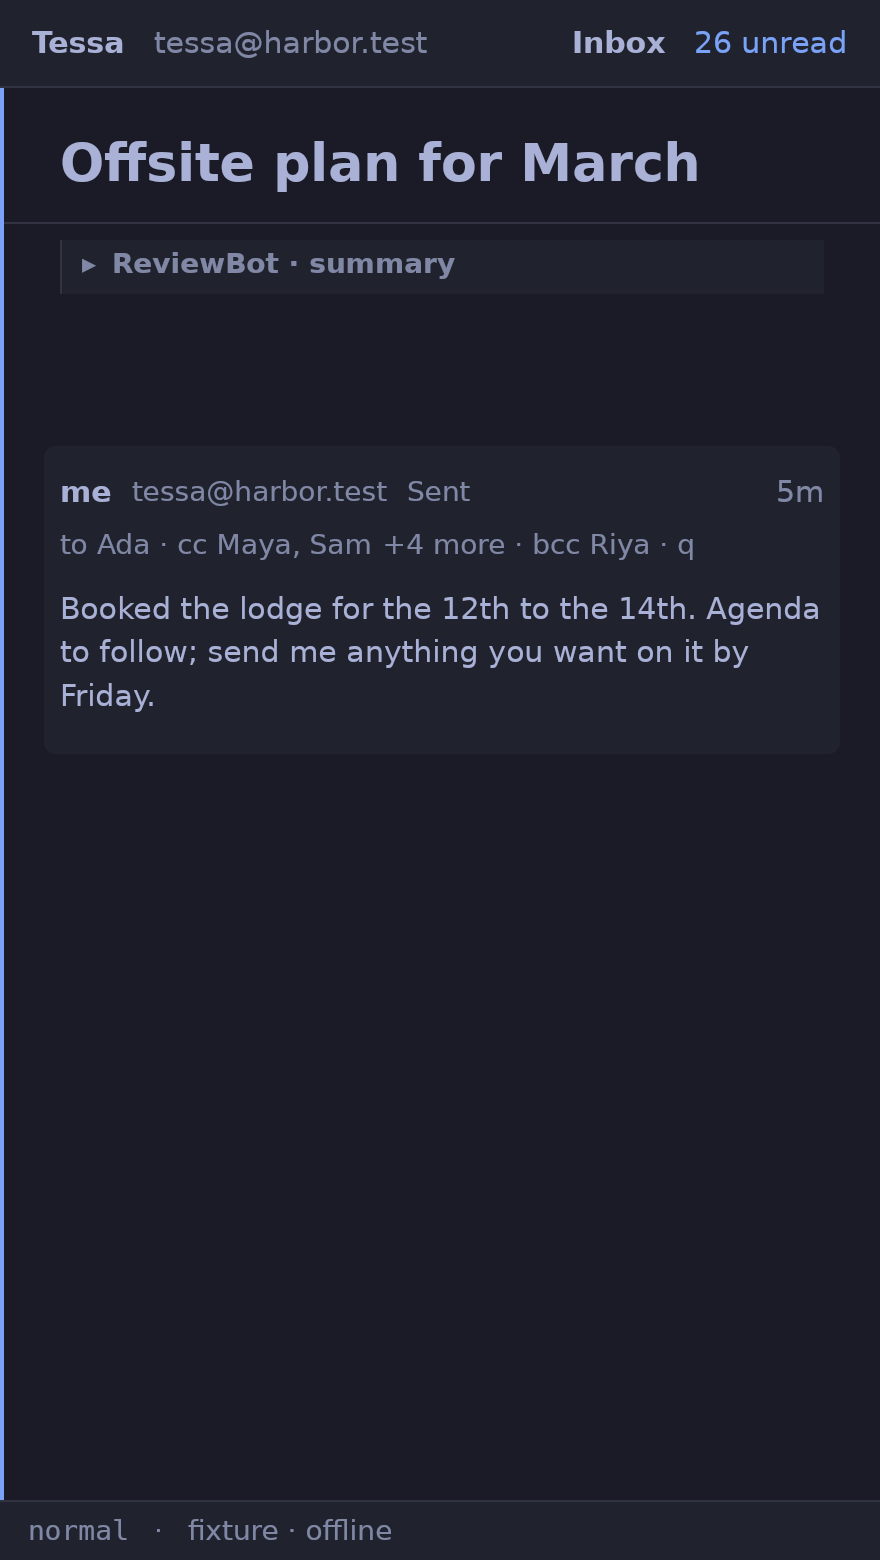 Tessa tessa@harbor.test Inbox 26 unread
Offsite plan for March
▸ ReviewBot · summary
me tessa@harbor.test Sent 5m
to Ada · cc Maya, Sam +4 more · bcc Riya · q
Booked the lodge for the 12th to the 14th. Agenda
to follow; send me anything you want on it by
Friday.
normal · fixture · offline